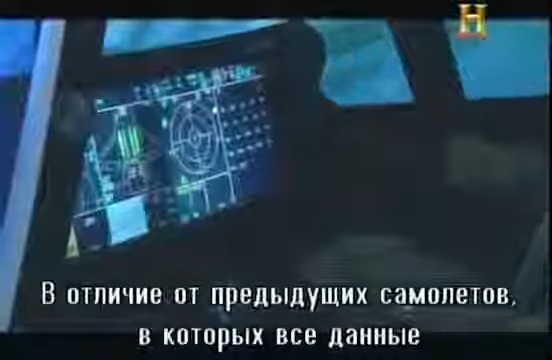 H
В отличие от предыдущих самолетов,
в которых все данные